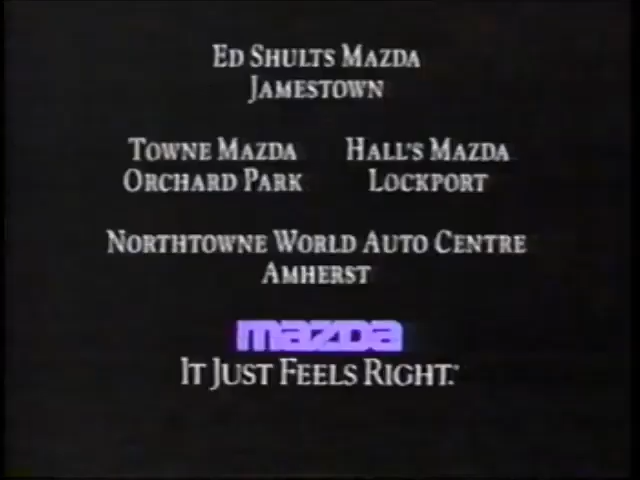 ED SHULTS MAZDA
JAMESTOWN
TOWNE MAZDA
ORCHARD PARK
HALL'S MAZDA
LOCKPORT
NORTHTOWNE WORLD AUTO CENTRE
AMHERST
mazda
IT JUST FEELS RIGHT.™